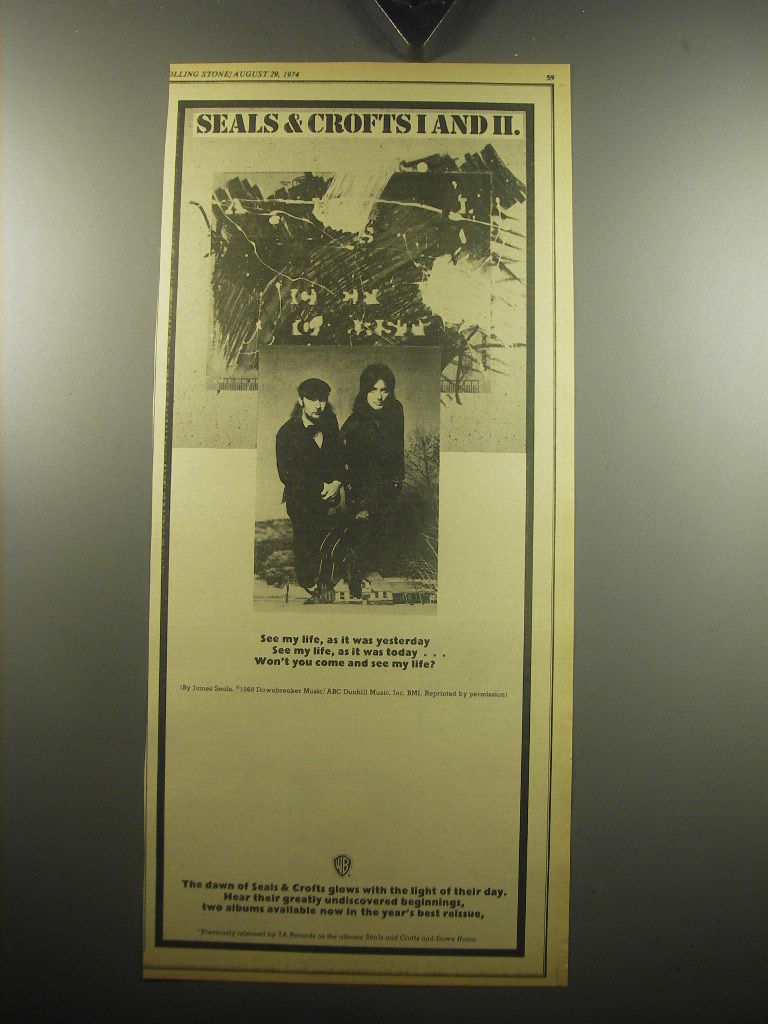 OLLING STONE/AUGUST 29, 1974
59
SEALS & CROFTS I AND II.
See my life, as it was yesterday
See my life, as it was today . . .
Won't you come and see my life?
(By James Seals. ©1969 Dawnbreaker Music/ABC Dunhill Music, Inc. BMI. Reprinted by permission)
WB
The dawn of Seals & Crofts glows with the light of their day.
Hear their greatly undiscovered beginnings,
two albums available now in the year's best reissue,
*Previously released by TA Records as the albums Seals and Crofts and Down Home.